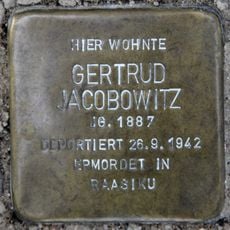 HIER WOHNTE
GERTRUD
JACOBOWITZ
JG. 1887
DEPORTIERT 26.9.1942
ERMORDET IN
RAASIKU